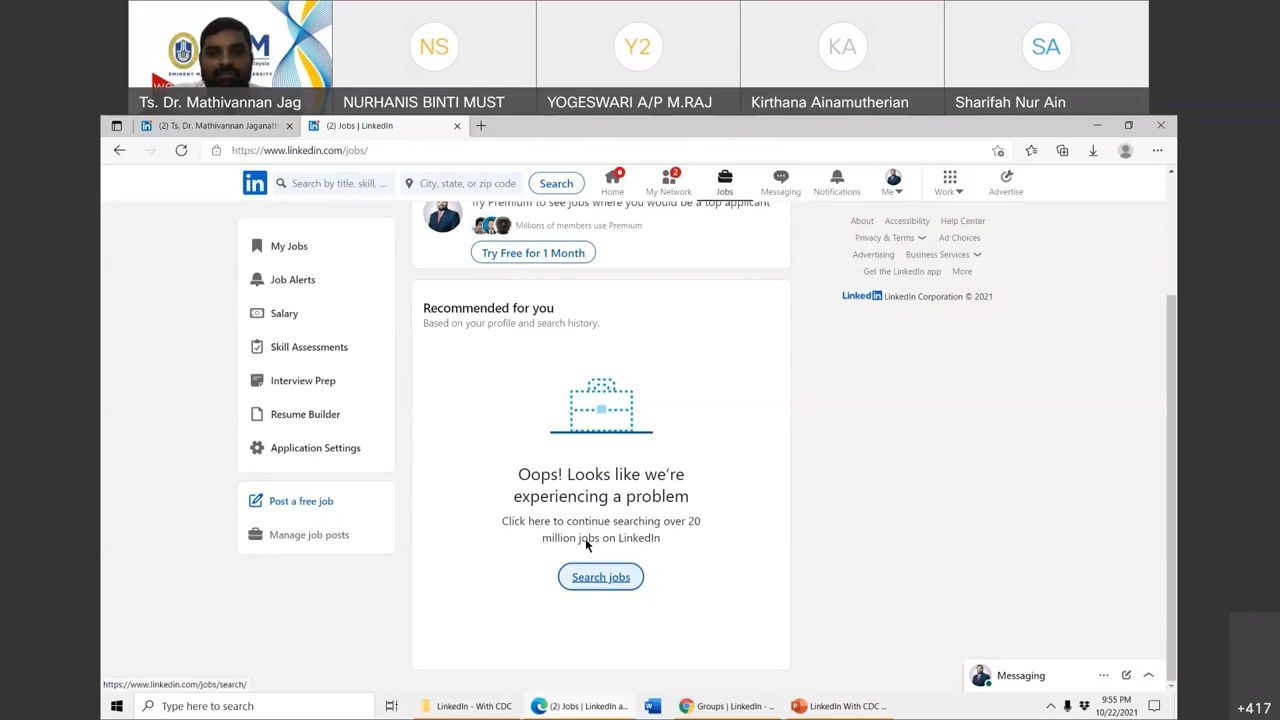 M
aysia
EMINENT M
VERSITY
NS
Y2
KA
SA
Ts. Dr. Mathivannan Jag
NURHANIS BINTI MUST
YOGESWARI A/P M.RAJ
Kirthana Ainamutherian
Sharifah Nur Ain
(2) Ts. Dr. Mathivannan Jaganath
(2) Jobs | LinkedIn
https://www.linkedin.com/jobs/
in
Search by title, skill, ...
City, state, or zip code
Search
Home
2
My Network
Jobs
Messaging
Notifications
Me
Work
Advertise
Try Premium to see jobs where you would be a top applicant
Millions of members use Premium
Try Free for 1 Month
My Jobs
Job Alerts
Salary
Skill Assessments
Interview Prep
Resume Builder
Application Settings
Post a free job
Manage job posts
Recommended for you
Based on your profile and search history.
Oops! Looks like we're
experiencing a problem
Click here to continue searching over 20
million jobs on LinkedIn
Search jobs
About Accessibility Help Center
Privacy & Terms Ad Choices
Advertising Business Services
Get the LinkedIn app More
LinkedIn LinkedIn Corporation © 2021
Messaging
https://www.linkedin.com/jobs/search/
Type here to search
LinkedIn - With CDC
(2) Jobs | LinkedIn a...
Groups | LinkedIn - ...
LinkedIn With CDC ...
9:55 PM
10/22/2021
+417